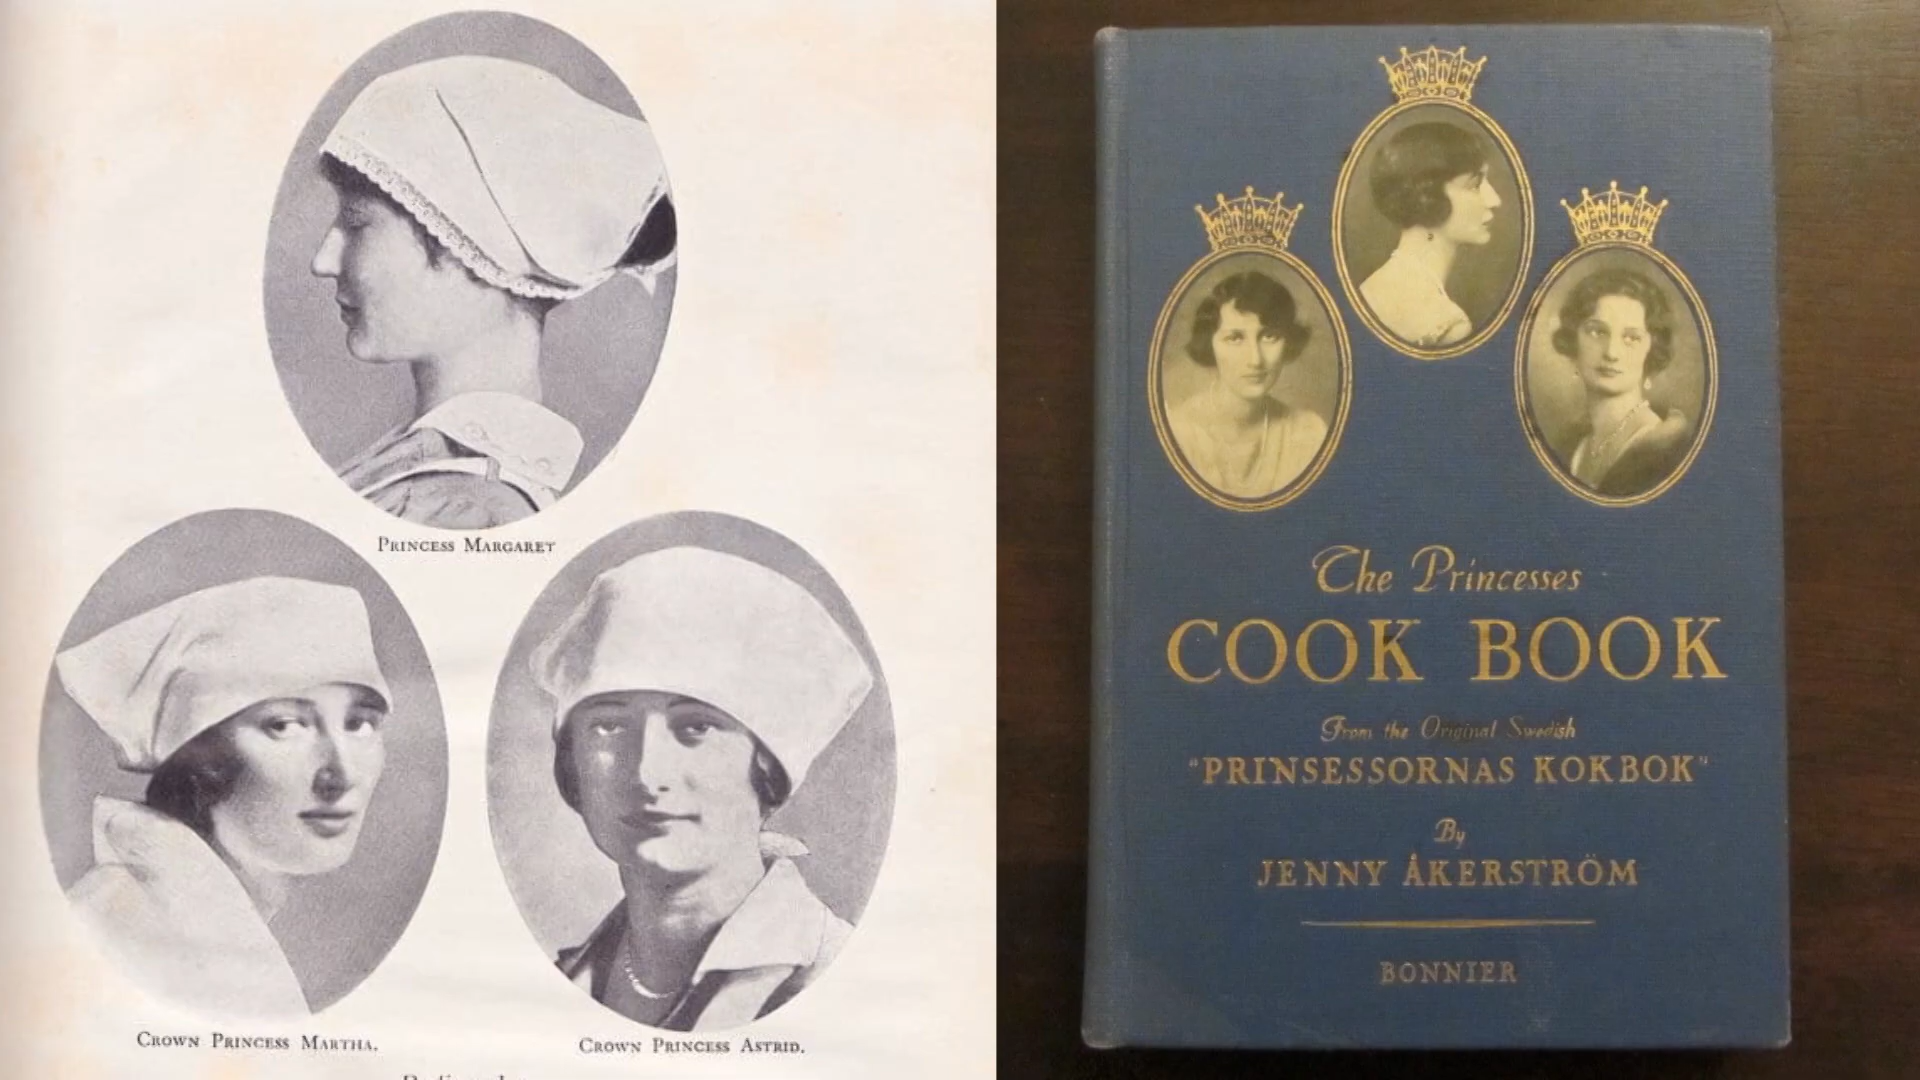 Princess Margaret
Crown Princess Martha.
Crown Princess Astrid.
The Princesses
COOK BOOK
From the Original Swedish
"PRINSESSORNAS KOKBOK"
By
JENNY ÅKERSTRÖM
BONNIER